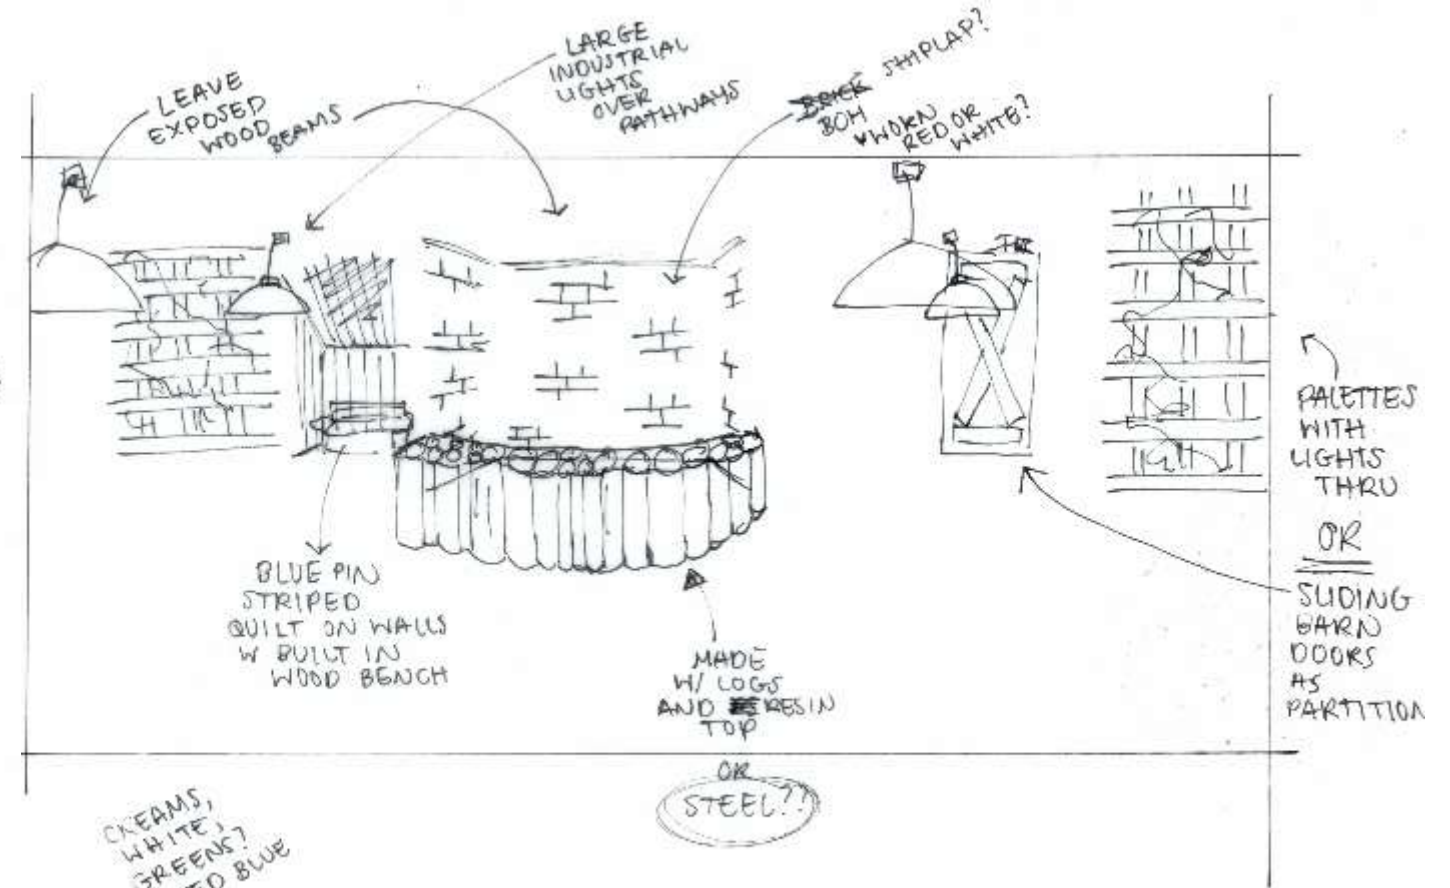 LEAVE
EXPOSED
WOOD
BEAMS
LARGE
INDUSTRIAL
LIGHTS
OVER
PATHWAYS
BRICK SHIPLAP?
BOH
WORN
RED OR
WHITE?
PALETTES
WITH
LIGHTS
THRU
OR
SLIDING
BARN
DOORS
AS
PARTITION
BLUE PIN
STRIPED
QUILT ON WALLS
W BUILT IN
WOOD BENCH
MADE
W/ LOGS
AND RESIN
TOP
OR
STEEL??
CREAMS,
WHITE,
GREENS?
BLUE